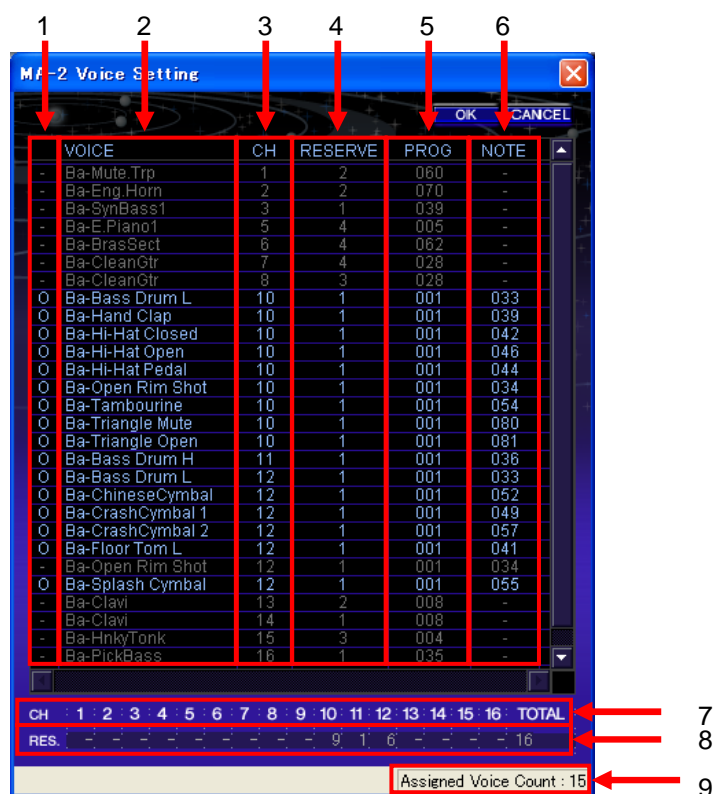 1 2 3 4 5 6
MA-2 Voice Setting
OK CANCEL
VOICE CH RESERVE PROG NOTE
- Ba-Mute.Trp 1 2 060 -
- Ba-Eng.Horn 2 2 070 -
- Ba-SynBass1 3 1 039 -
- Ba-E.Piano1 5 4 005 -
- Ba-BrasSect 6 4 062 -
- Ba-CleanGtr 7 4 028 -
- Ba-CleanGtr 8 3 028 -
O Ba-Bass Drum L 10 1 001 033
O Ba-Hand Clap 10 1 001 039
O Ba-Hi-Hat Closed 10 1 001 042
O Ba-Hi-Hat Open 10 1 001 046
O Ba-Hi-Hat Pedal 10 1 001 044
O Ba-Open Rim Shot 10 1 001 034
O Ba-Tambourine 10 1 001 054
O Ba-Triangle Mute 10 1 001 080
O Ba-Triangle Open 10 1 001 081
O Ba-Bass Drum H 11 1 001 036
O Ba-Bass Drum L 12 1 001 033
O Ba-ChineseCymbal 12 1 001 052
O Ba-CrashCymbal 1 12 1 001 049
O Ba-CrashCymbal 2 12 1 001 057
O Ba-Floor Tom L 12 1 001 041
- Ba-Open Rim Shot 12 1 001 034
O Ba-Splash Cymbal 12 1 001 055
- Ba-Clavi 13 2 008 -
- Ba-Clavi 14 1 008 -
- Ba-HnkyTonk 15 3 004 -
- Ba-PickBass 16 1 035 -
CH 1 2 3 4 5 6 7 8 9 10 11 12 13 14 15 16 TOTAL 7
RES. - - - - - - - - - 9 1 6 - - - - 16 8
Assigned Voice Count : 15 9